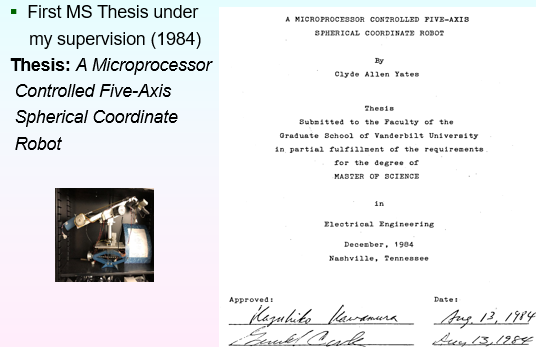 ▪ First MS Thesis under
my supervision (1984)
Thesis: A Microprocessor
Controlled Five-Axis
Spherical Coordinate
Robot
A MICROPROCESSOR CONTROLLED FIVE-AXIS
SPHERICAL COORDINATE ROBOT
By
Clyde Allen Yates
Thesis
Submitted to the Faculty of the
Graduate School of Vanderbilt University
in partial fulfillment of the requirements
for the degree of
MASTER OF SCIENCE
in
Electrical Engineering
December, 1984
Nashville, Tennessee
Approved: Date:
Kazuhiko Kawamura Aug. 13, 1984
13, 1984